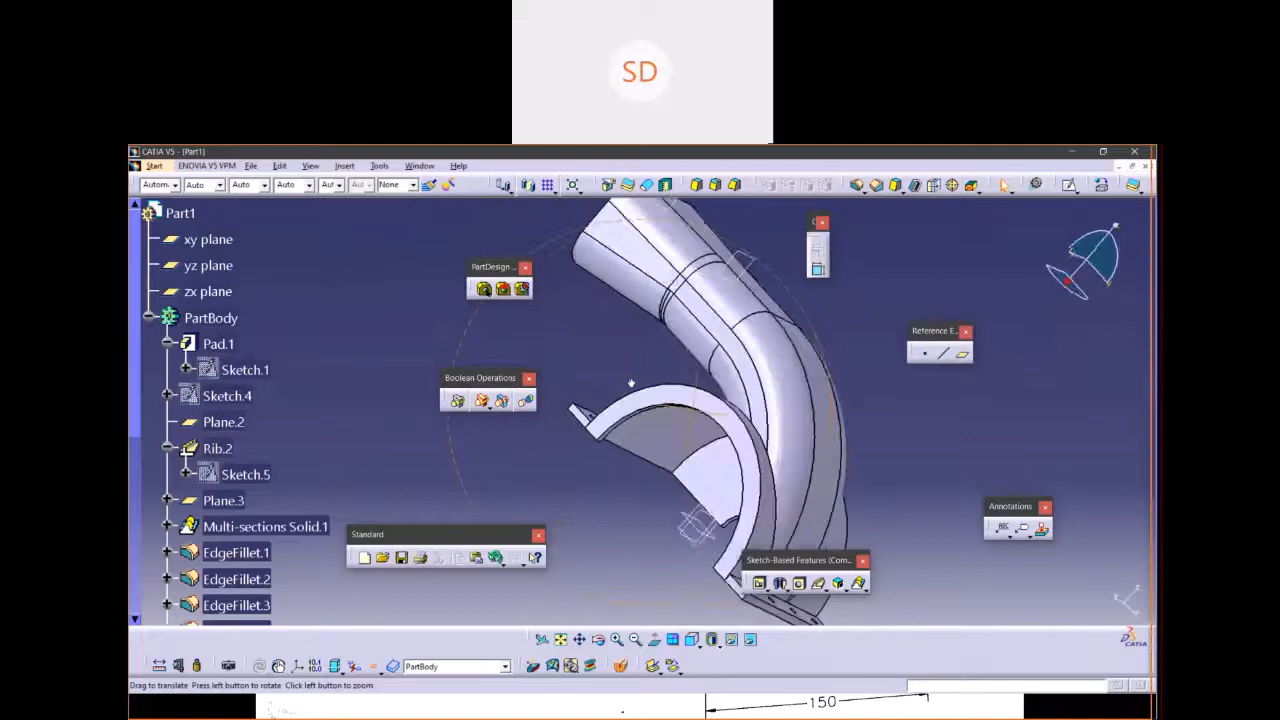 SD
CATIA V5 - [Part1]
Start ENOVIA V5 VPM File Edit View Insert Tools Window Help
Autom Auto Auto Auto Aut Aut None
Part1
xy plane
yz plane
zx plane
PartBody
Pad.1
Sketch.1
Sketch.4
Plane.2
Rib.2
Sketch.5
Plane.3
Multi-sections Solid.1
EdgeFillet.1
EdgeFillet.2
EdgeFillet.3
PartDesign ...
Boolean Operations
Reference E...
Annotations
Standard
Sketch-Based Features (Com...
PartBody
CATIA
Drag to translate Press left button to rotate Click left button to zoom
150